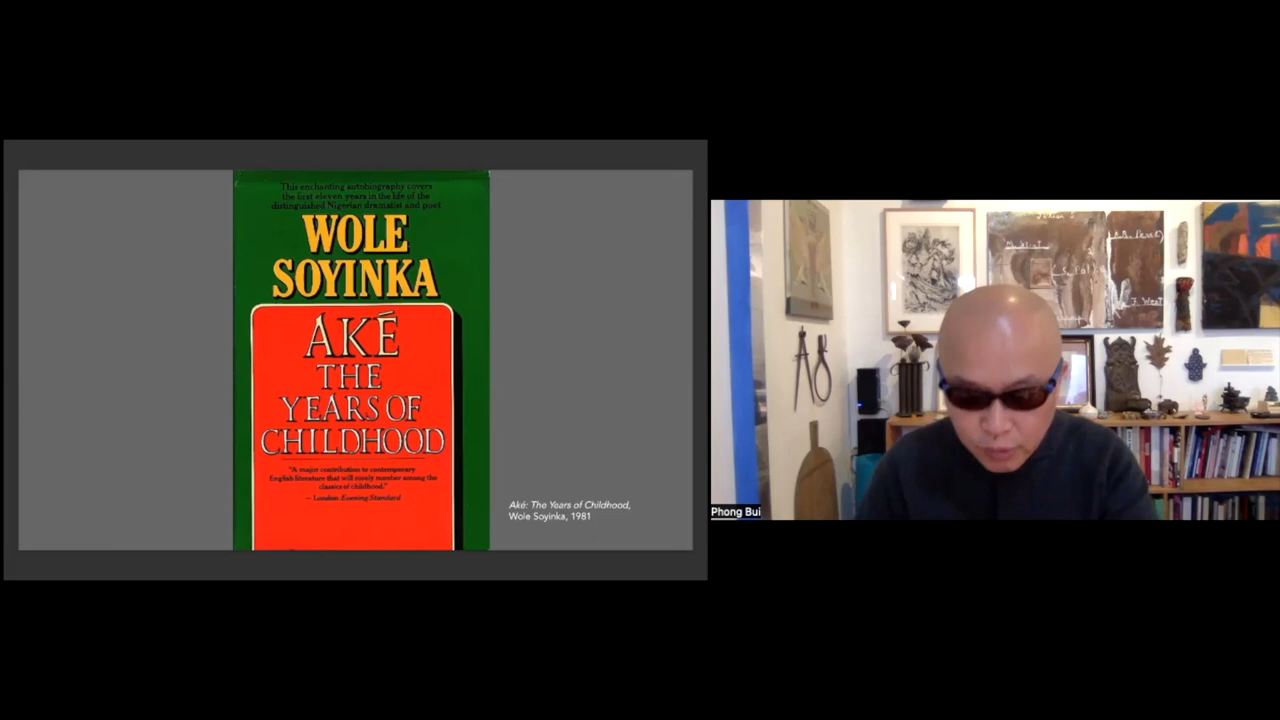 This enchanting autobiography covers
the first eleven years in the life of the
distinguished Nigerian dramatist and poet
WOLE
SOYINKA
AKÉ
THE
YEARS OF
CHILDHOOD
"A major contribution to contemporary
English literature that will surely number among the
classics of childhood."
— London Evening Standard
Aké: The Years of Childhood,
Wole Soyinka, 1981
Phong Bui